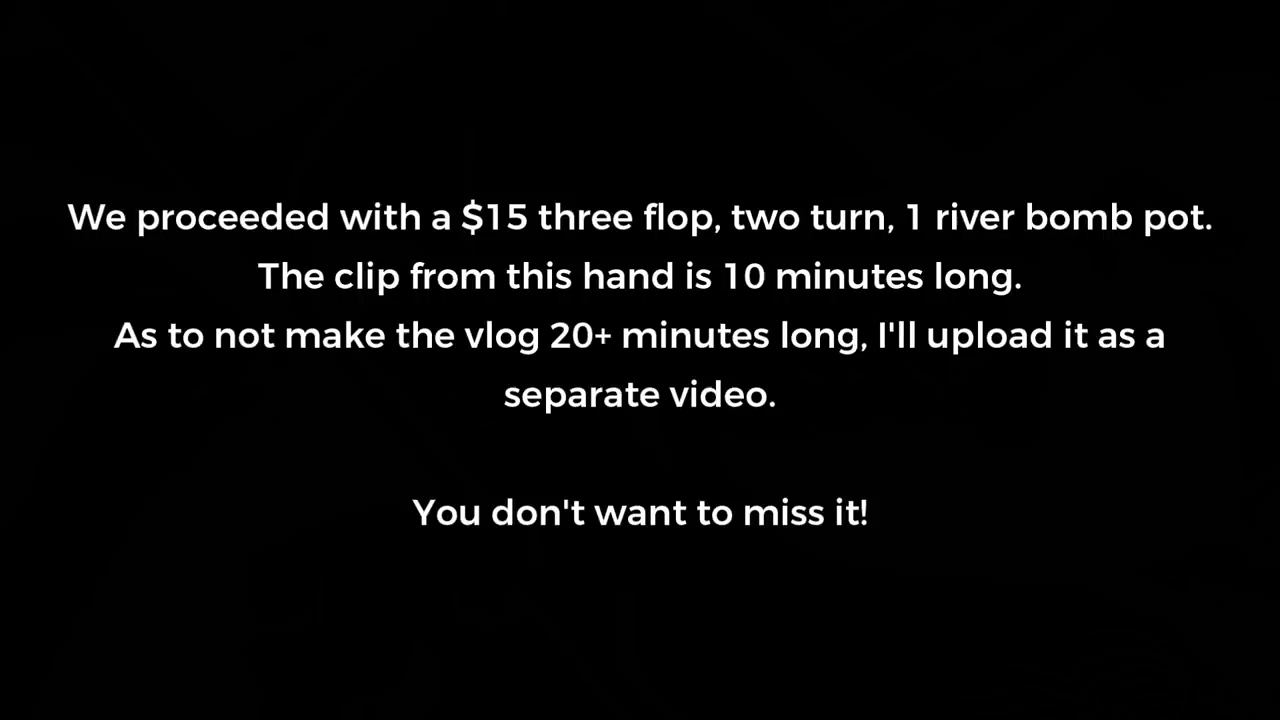 We proceeded with a $15 three flop, two turn, 1 river bomb pot.
The clip from this hand is 10 minutes long.
As to not make the vlog 20+ minutes long, I'll upload it as a
separate video.
You don't want to miss it!